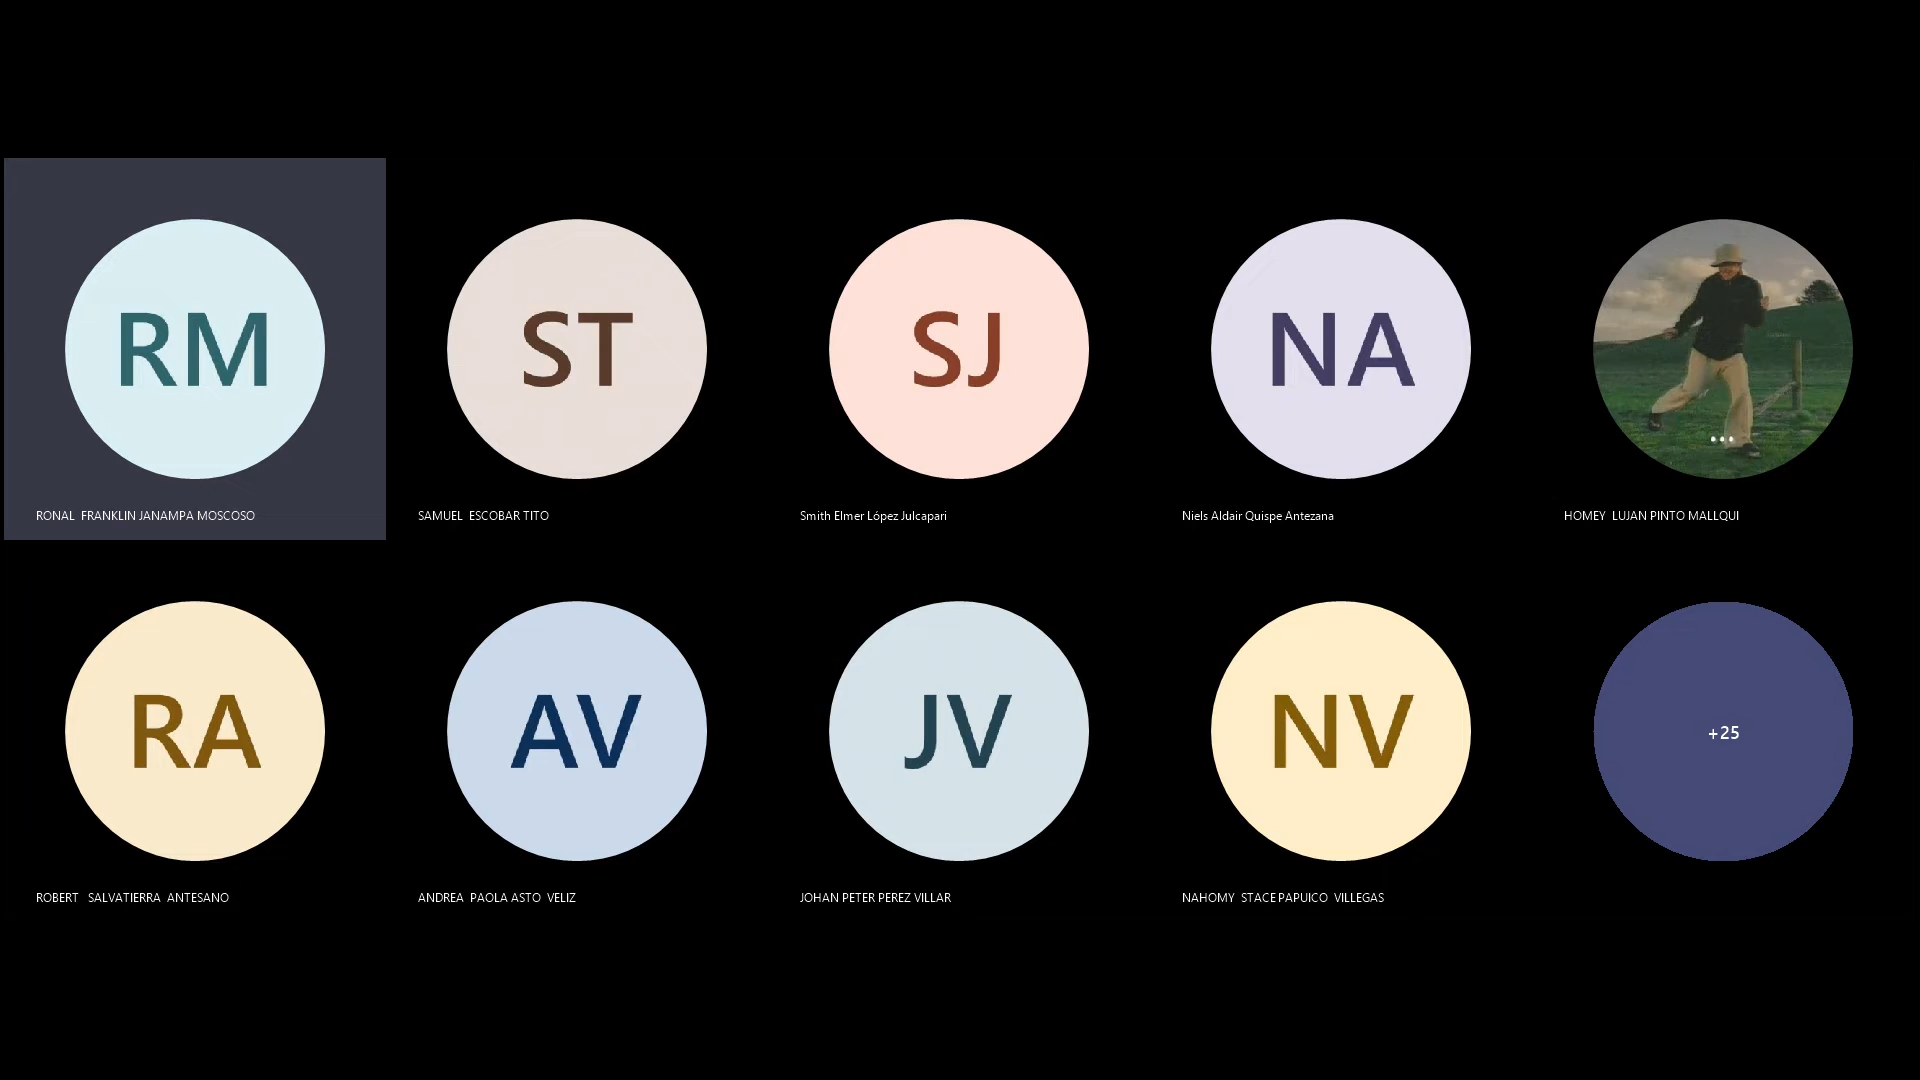 RM
ST
SJ
NA
RONAL FRANKLIN JANAMPA MOSCOSO
SAMUEL ESCOBAR TITO
Smith Elmer López Julcapari
Niels Aldair Quispe Antezana
HOMEY LUJAN PINTO MALLQUI
RA
AV
JV
NV
+25
ROBERT SALVATIERRA ANTESANO
ANDREA PAOLA ASTO VELIZ
JOHAN PETER PEREZ VILLAR
NAHOMY STACE PAPUICO VILLEGAS